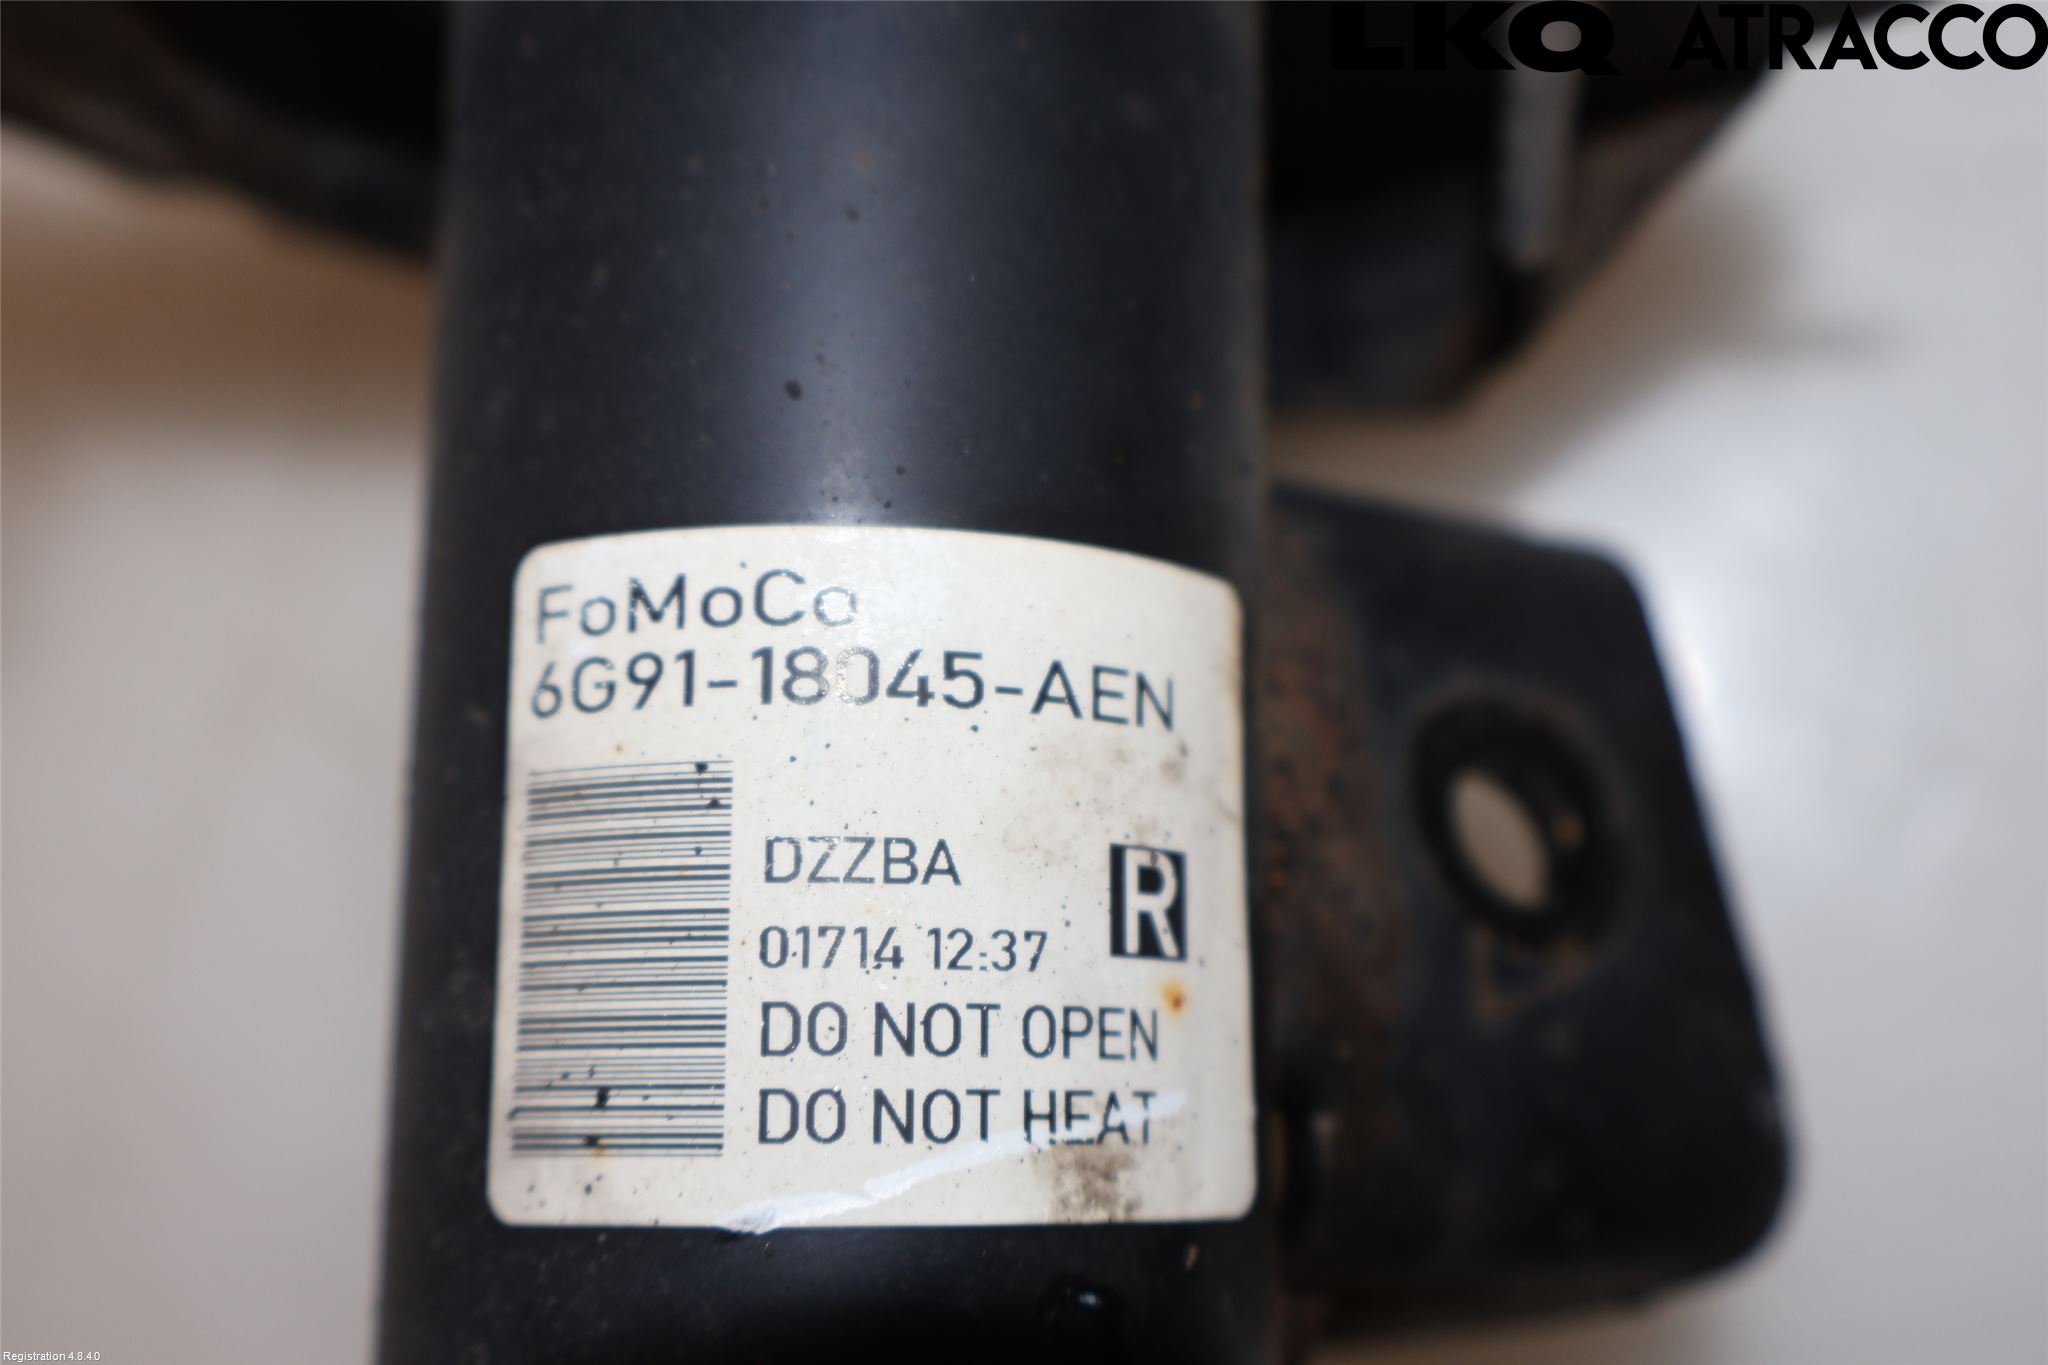 LKQ ATRACCO
FoMoCo
6G91-18045-AEN
DZZBA
R
01714 12:37
DO NOT OPEN
DO NOT HEAT
Registration 4.8.4.0